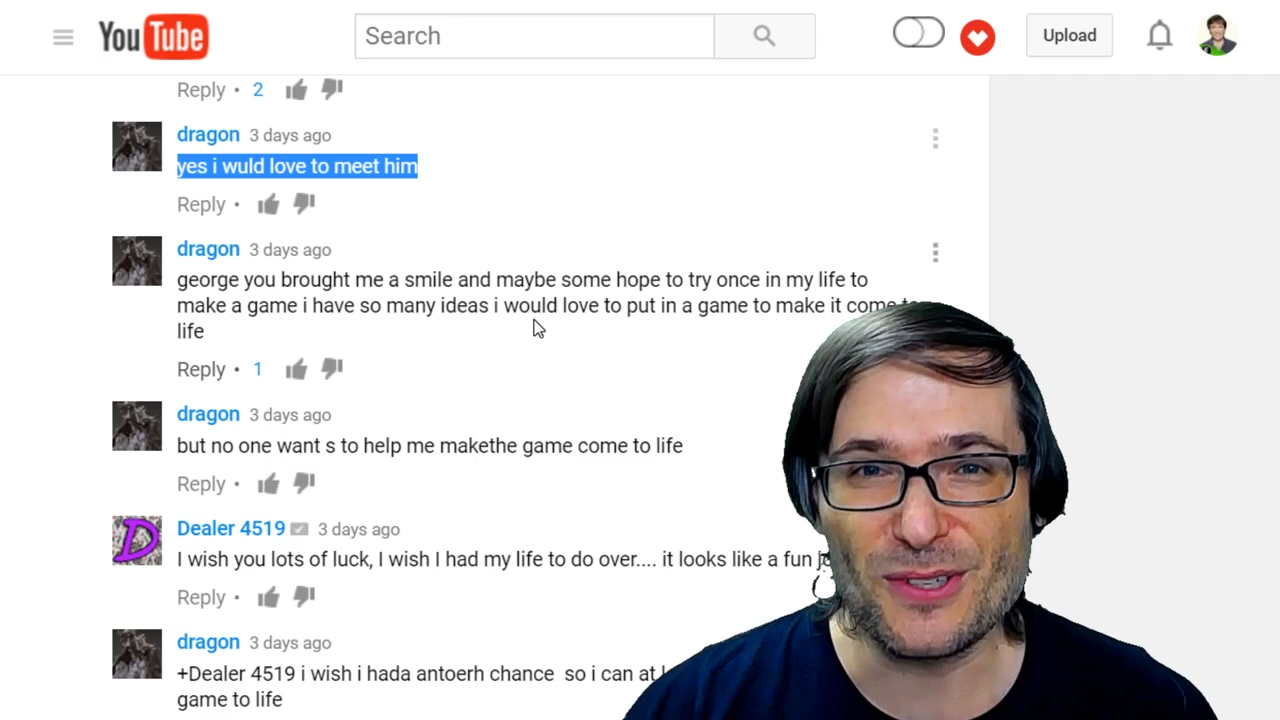 YouTube
Search
Upload
Reply • 2
dragon 3 days ago
yes i wuld love to meet him
Reply •
dragon 3 days ago
george you brought me a smile and maybe some hope to try once in my life to
make a game i have so many ideas i would love to put in a game to make it come to
life
Reply • 1
dragon 3 days ago
but no one want s to help me makethe game come to life
Reply •
D
Dealer 4519 3 days ago
I wish you lots of luck, I wish I had my life to do over.... it looks like a fun
Reply •
dragon 3 days ago
+Dealer 4519 i wish i hada antoerh chance so i can at
game to life